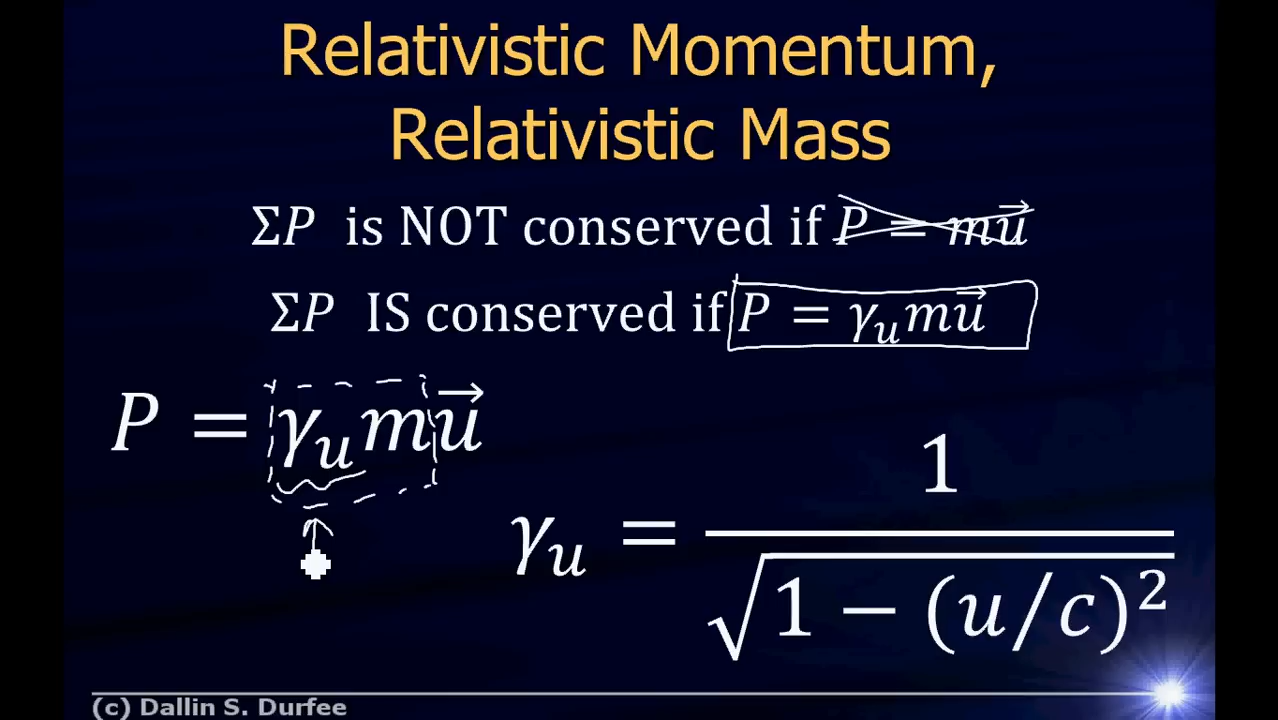 Relativistic Momentum,
Relativistic Mass
ΣP is NOT conserved if P = mu⃗
ΣP IS conserved if P = γᵤmu⃗
P = γᵤmu⃗
γᵤ = 1 / √(1 − (u/c)²)
(c) Dallin S. Durfee